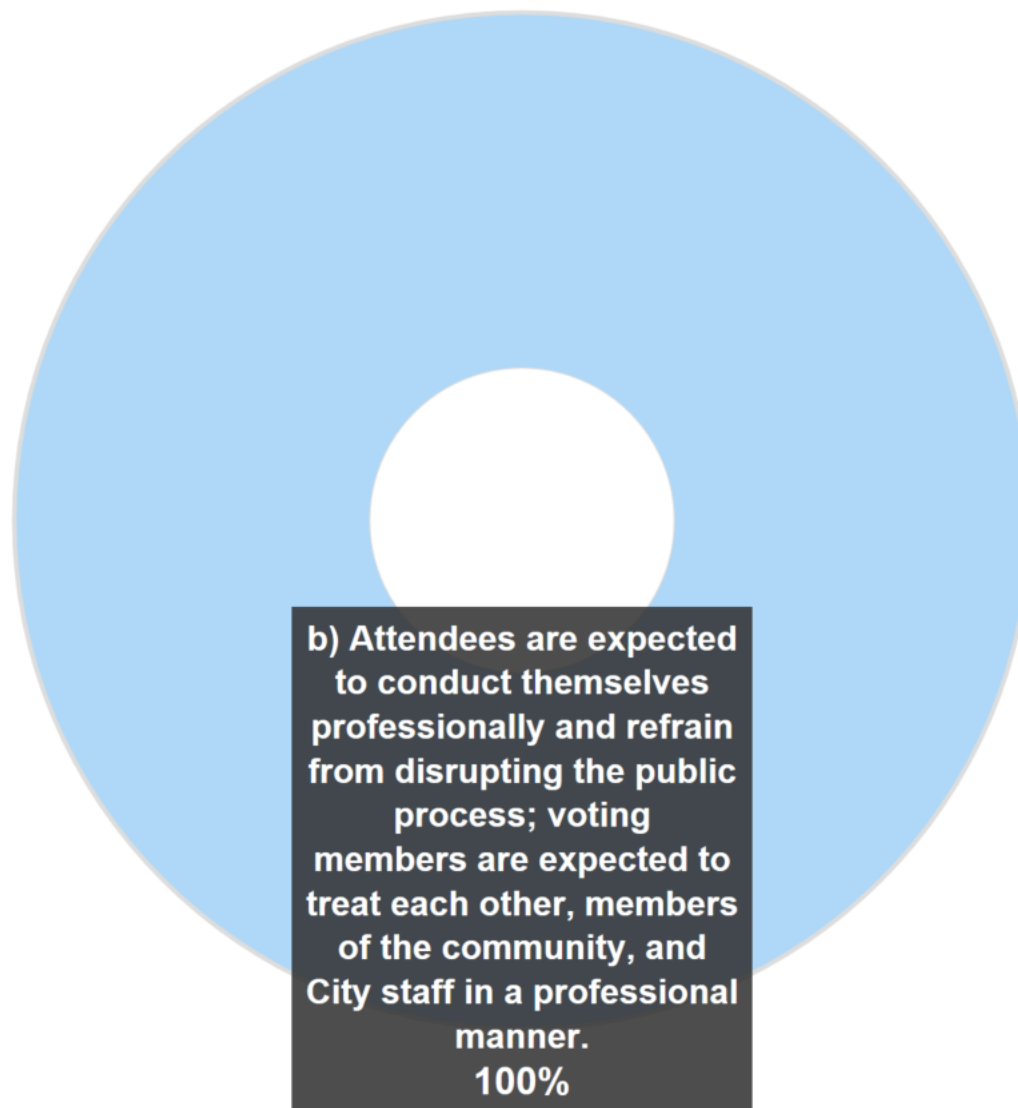 b) Attendees are expected
to conduct themselves
professionally and refrain
from disrupting the public
process; voting
members are expected to
treat each other, members
of the community, and
City staff in a professional
manner.
100%